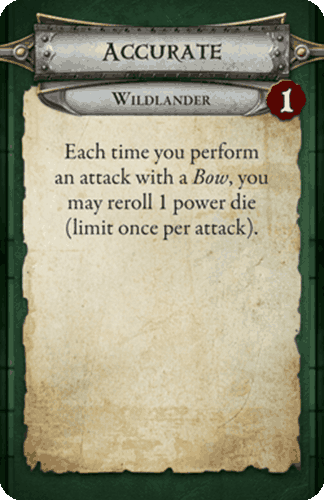 Accurate
Wildlander
1
Each time you perform
an attack with a Bow, you
may reroll 1 power die
(limit once per attack).